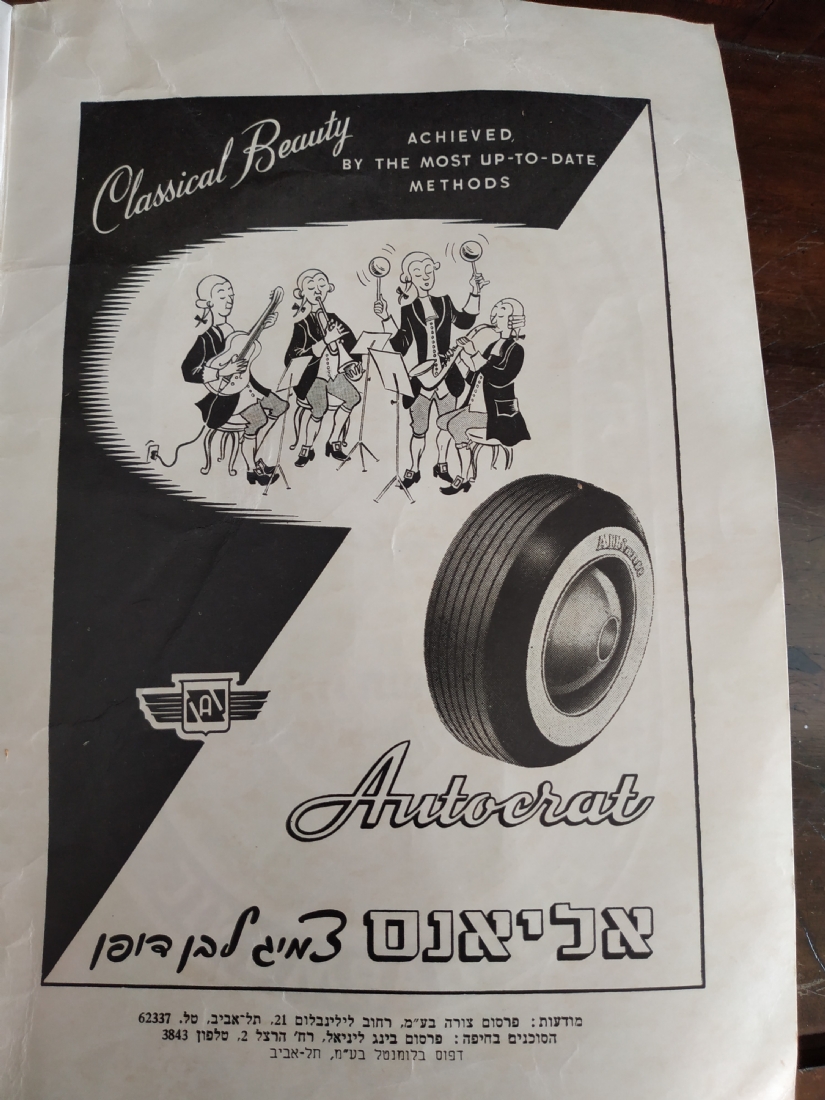 Classical Beauty
ACHIEVED
BY THE MOST UP-TO-DATE
METHODS
Alliance
A
Autocrat
אליאנס צמיג לבן דופן
מודעות: פרסום צורה בע"מ, רחוב לילינבלום 21, תל-אביב, טל. 62337
הסוכנים בחיפה: פרסום בינג ליניאל, רח' הרצל 2, טלפון 3843
דפוס בלומנטל בע"מ, תל-אביב